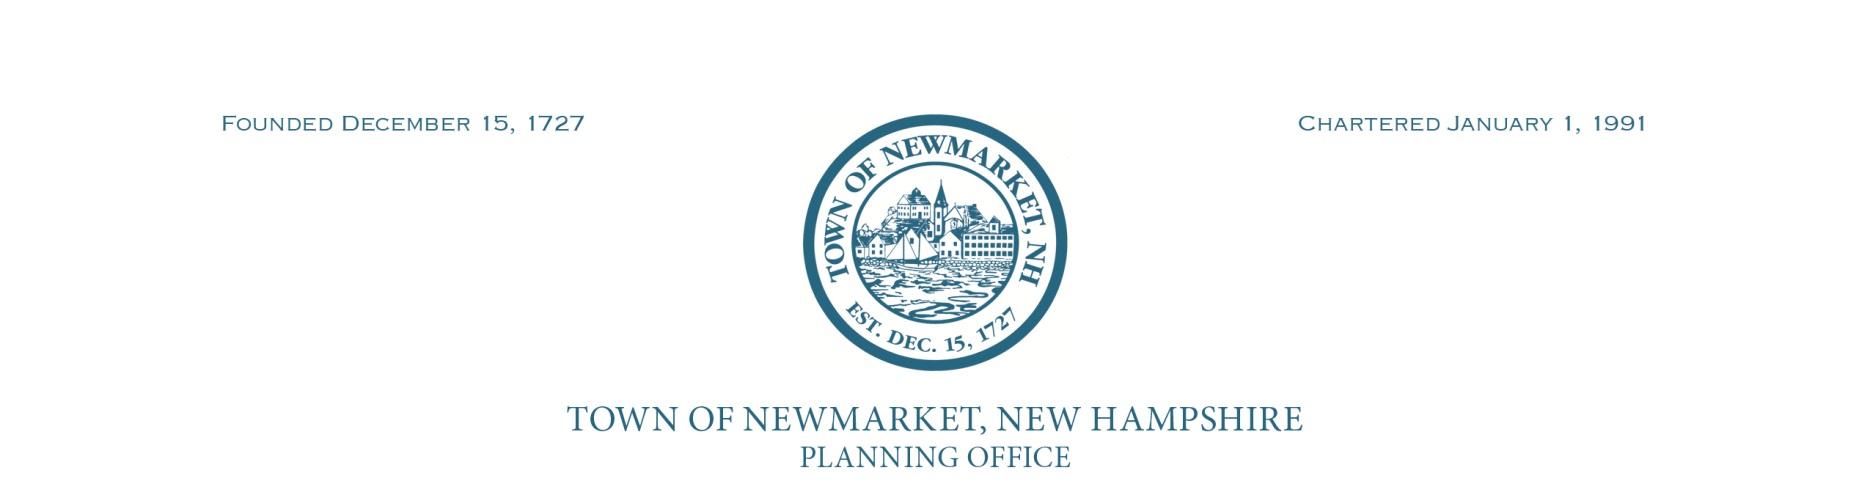 FOUNDED DECEMBER 15, 1727
CHARTERED JANUARY 1, 1991
TOWN OF NEWMARKET, NH
EST. DEC. 15, 1727
TOWN OF NEWMARKET, NEW HAMPSHIRE
PLANNING OFFICE